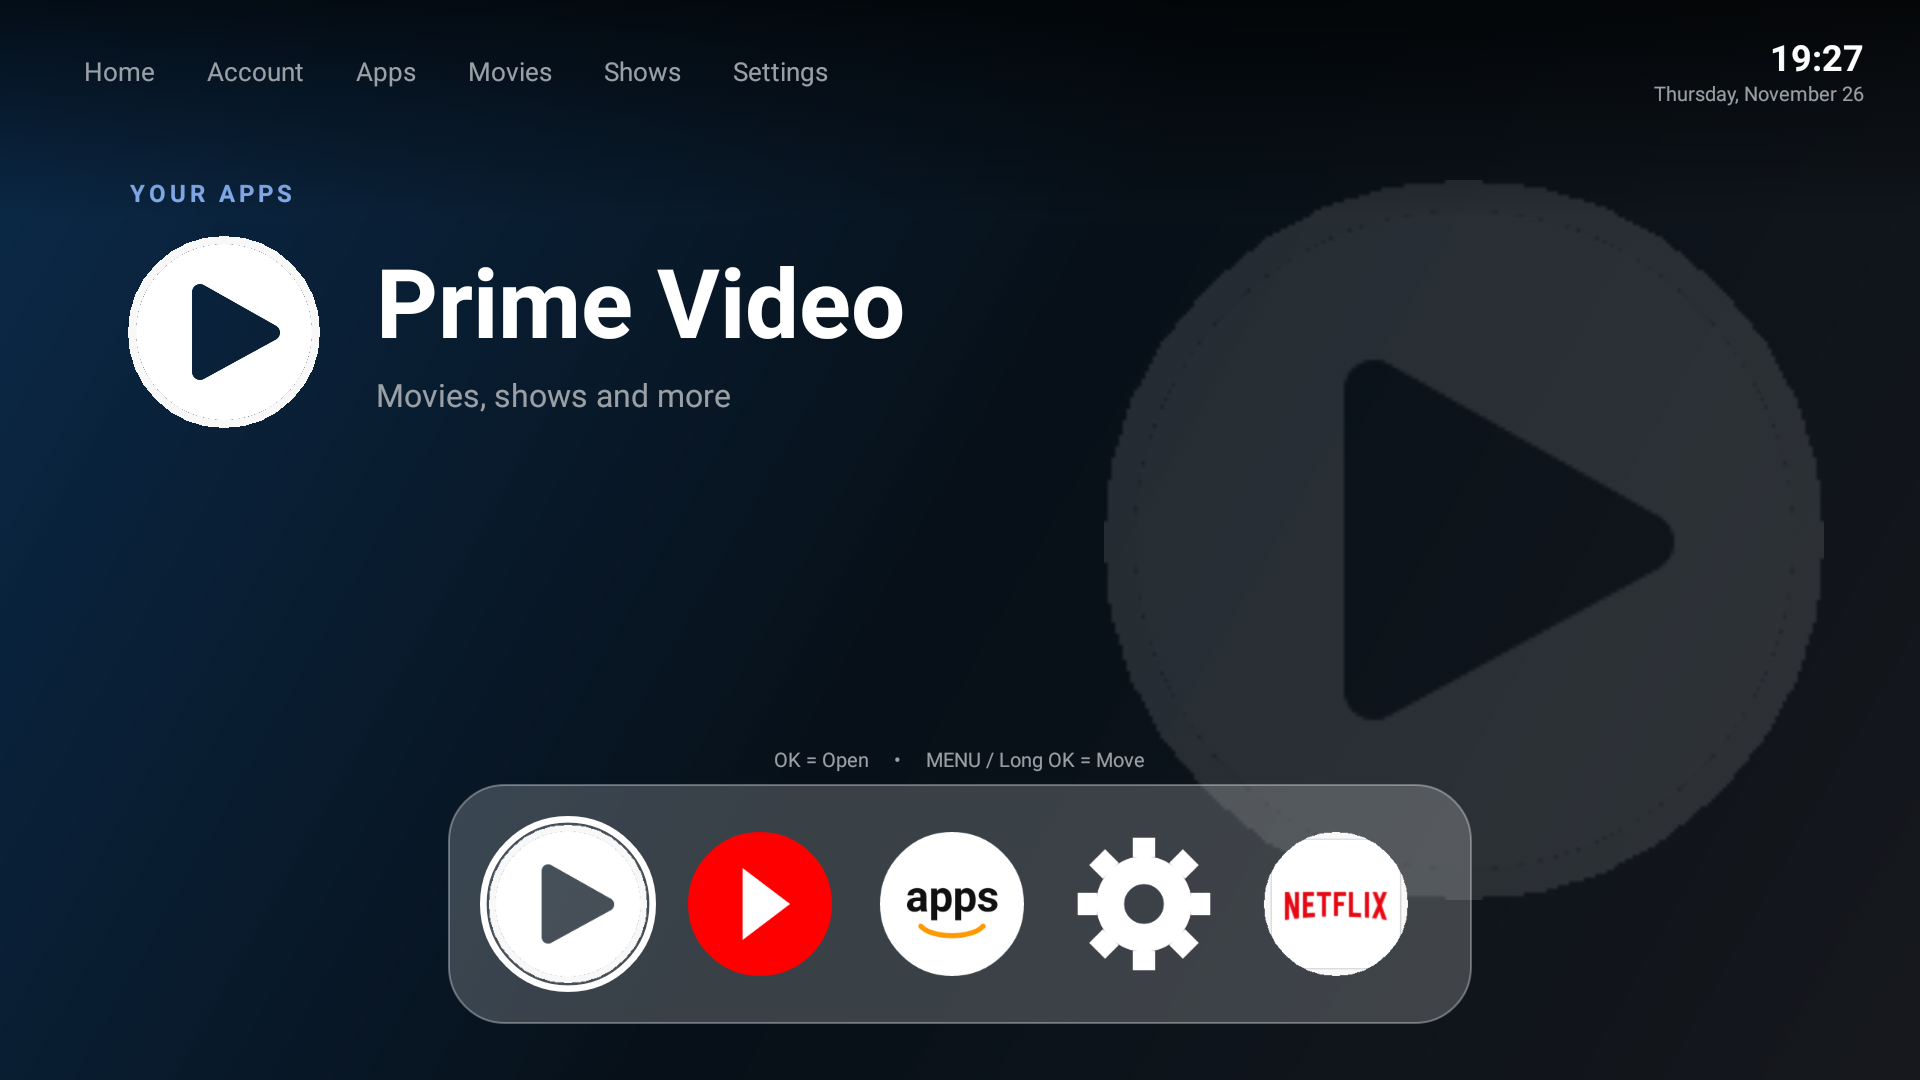 Home Account Apps Movies Shows Settings
19:27
Thursday, November 26
YOUR APPS
Prime Video
Movies, shows and more
OK = Open • MENU / Long OK = Move
apps
NETFLIX